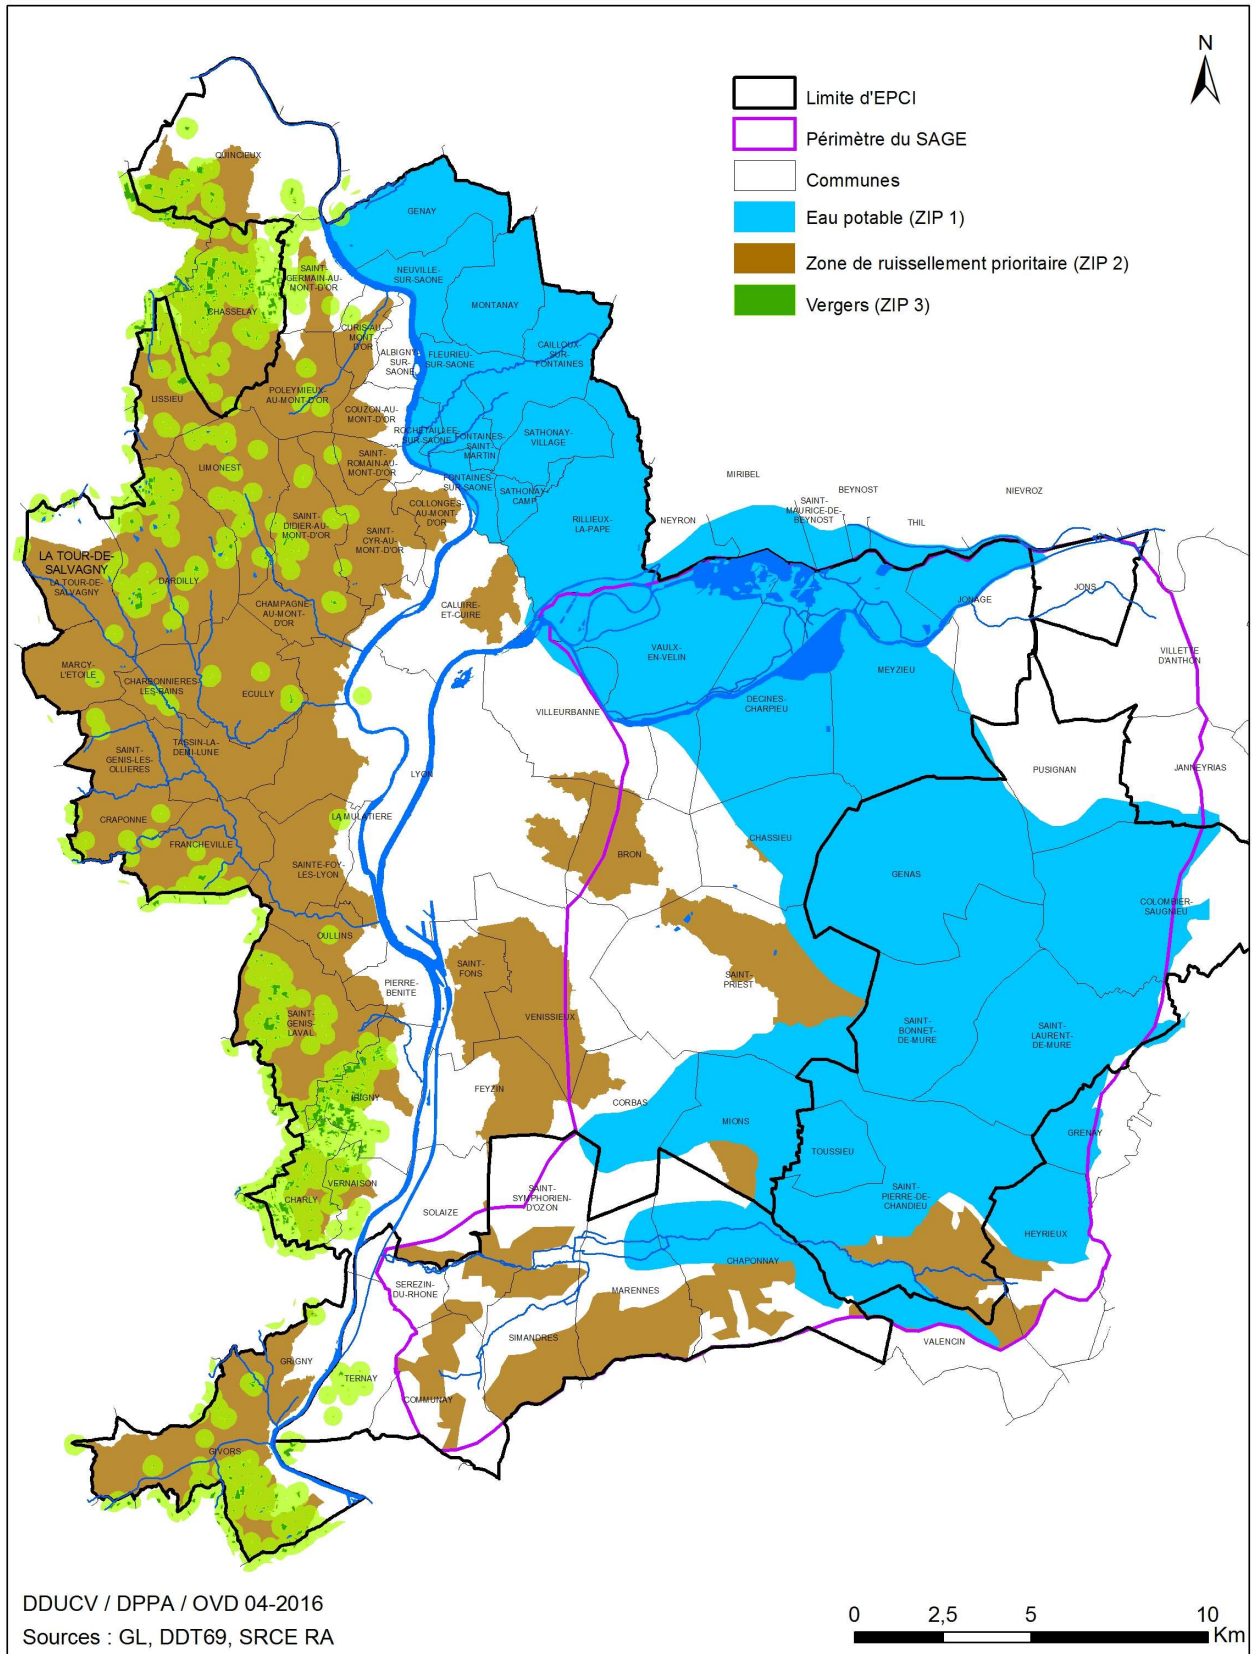 N
Limite d'EPCI
Périmètre du SAGE
Communes
Eau potable (ZIP 1)
Zone de ruissellement prioritaire (ZIP 2)
Vergers (ZIP 3)
QUINCIEUX
GENAY
SAINT-
GERMAIN-AU-
MONT-D'OR
NEUVILLE-
SUR-SAONE
MONTANAY
CHASSELAY
CURIS-AU-
MONT-
D'OR
ALBIGNY-
SUR-
SAONE
FLEURIEU-
SUR-SAONE
CAILLOUX-
SUR-
FONTAINES
LISSIEU
POLEYMIEUX-
AU-MONT-D'OR
COUZON-AU-
MONT-D'OR
ROCHETAILLEE-
SUR-SAONE
FONTAINES-
SAINT-
MARTIN
SATHONAY-
VILLAGE
LIMONEST
SAINT-
ROMAIN-AU-
MONT-D'OR
FONTAINES-
SUR-SAONE
SATHONAY-
CAMP
MIRIBEL
BEYNOST
NIEVROZ
SAINT-
MAURICE-DE-
BEYNOST
COLLONGES-
AU-MONT-
D'OR
RILLIEUX-
LA-PAPE
NEYRON
THIL
SAINT-
DIDIER-AU-
MONT-D'OR
SAINT-
CYR-AU-
MONT-D'OR
LA TOUR-DE-
SALVAGNY
LA TOUR-DE-
SALVAGNY
DARDILLY
CHAMPAGNE-
AU-MONT-
D'OR
CALUIRE-
ET-CUIRE
JONAGE
JONS
VAULX-
EN-VELIN
VILLETTE
D'ANTHON
MARCY-
L'ETOILE
CHARBONNIERES-
LES-BAINS
ECULLY
MEYZIEU
DECINES-
CHARPIEU
VILLEURBANNE
SAINT-
GENIS-LES-
OLLIERES
TASSIN-LA-
DEMI-LUNE
LYON
PUSIGNAN
JANNEYRIAS
CRAPONNE
LA MULATIERE
FRANCHEVILLE
CHASSIEU
BRON
SAINTE-FOY-
LES-LYON
GENAS
COLOMBIER-
SAUGNIEU
OULLINS
SAINT-
FONS
PIERRE-
BENITE
SAINT-
PRIEST
SAINT-
GENIS-
LAVAL
VENISSIEUX
SAINT-
BONNET-
DE-MURE
SAINT-
LAURENT-
DE-MURE
IRIGNY
FEYZIN
CORBAS
MIONS
GRENAY
TOUSSIEU
VERNAISON
CHARLY
SAINT-
SYMPHORIEN-
D'OZON
SAINT-
PIERRE-DE-
CHANDIEU
SOLAIZE
HEYRIEUX
CHAPONNAY
SEREZIN-
DU-RHONE
MARENNES
SIMANDRES
VALENCIN
GRIGNY
TERNAY
COMMUNAY
GIVORS
DDUCV / DPPA / OVD 04-2016
Sources : GL, DDT69, SRCE RA
0 2,5 5 10
Km